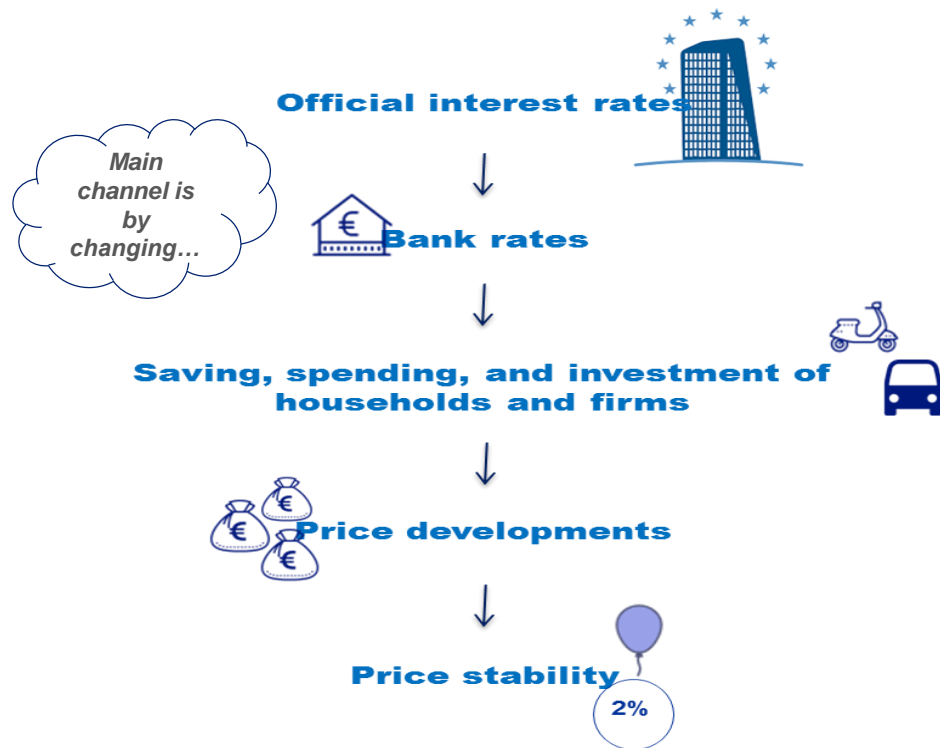 Official interest rates
Main
channel is
by
changing…
€
Bank rates
Saving, spending, and investment of
households and firms
€
€
€
Price developments
Price stability
2%